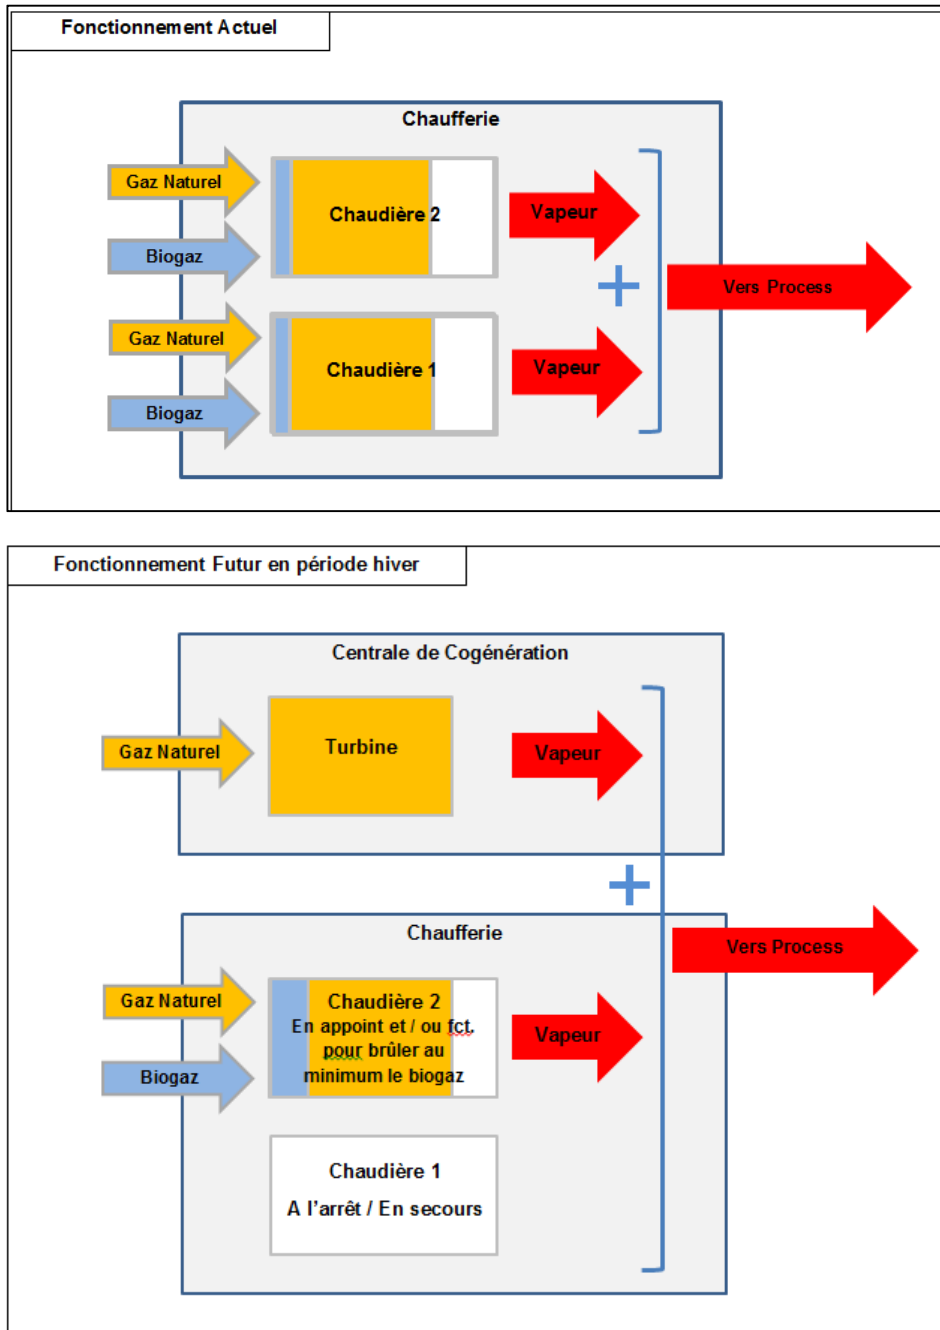 Fonctionnement Actuel
Chaufferie
Gaz Naturel
Biogaz
Chaudière 2
Vapeur
Gaz Naturel
Biogaz
Chaudière 1
Vapeur
Vers Process
Fonctionnement Futur en période hiver
Centrale de Cogénération
Gaz Naturel
Turbine
Vapeur
Chaufferie
Gaz Naturel
Biogaz
Chaudière 2
En appoint et / ou fct.
pour brûler au
minimum le biogaz
Vapeur
Vers Process
Chaudière 1
A l'arrêt / En secours